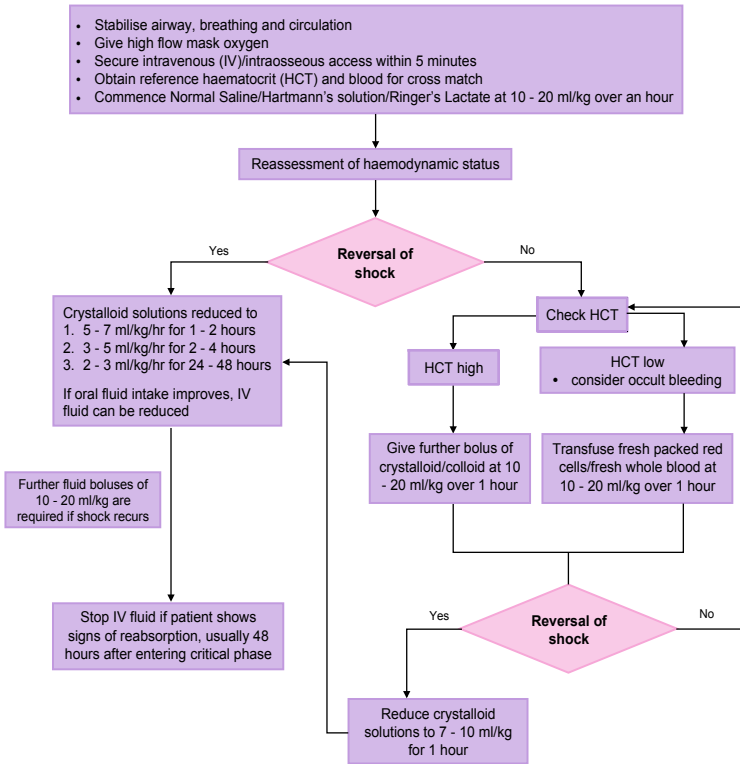 • Stabilise airway, breathing and circulation
• Give high flow mask oxygen
• Secure intravenous (IV)/intraosseous access within 5 minutes
• Obtain reference haematocrit (HCT) and blood for cross match
• Commence Normal Saline/Hartmann's solution/Ringer's Lactate at 10 - 20 ml/kg over an hour
Reassessment of haemodynamic status
Reversal of
shock
Yes
No
Crystalloid solutions reduced to
1. 5 - 7 ml/kg/hr for 1 - 2 hours
2. 3 - 5 ml/kg/hr for 2 - 4 hours
3. 2 - 3 ml/kg/hr for 24 - 48 hours
If oral fluid intake improves, IV
fluid can be reduced
Check HCT
HCT high
HCT low
• consider occult bleeding
Give further bolus of
crystalloid/colloid at 10
- 20 ml/kg over 1 hour
Transfuse fresh packed red
cells/fresh whole blood at
10 - 20 ml/kg over 1 hour
Further fluid boluses of
10 - 20 ml/kg are
required if shock recurs
Stop IV fluid if patient shows
signs of reabsorption, usually 48
hours after entering critical phase
Yes
Reversal of
shock
No
Reduce crystalloid
solutions to 7 - 10 ml/kg
for 1 hour